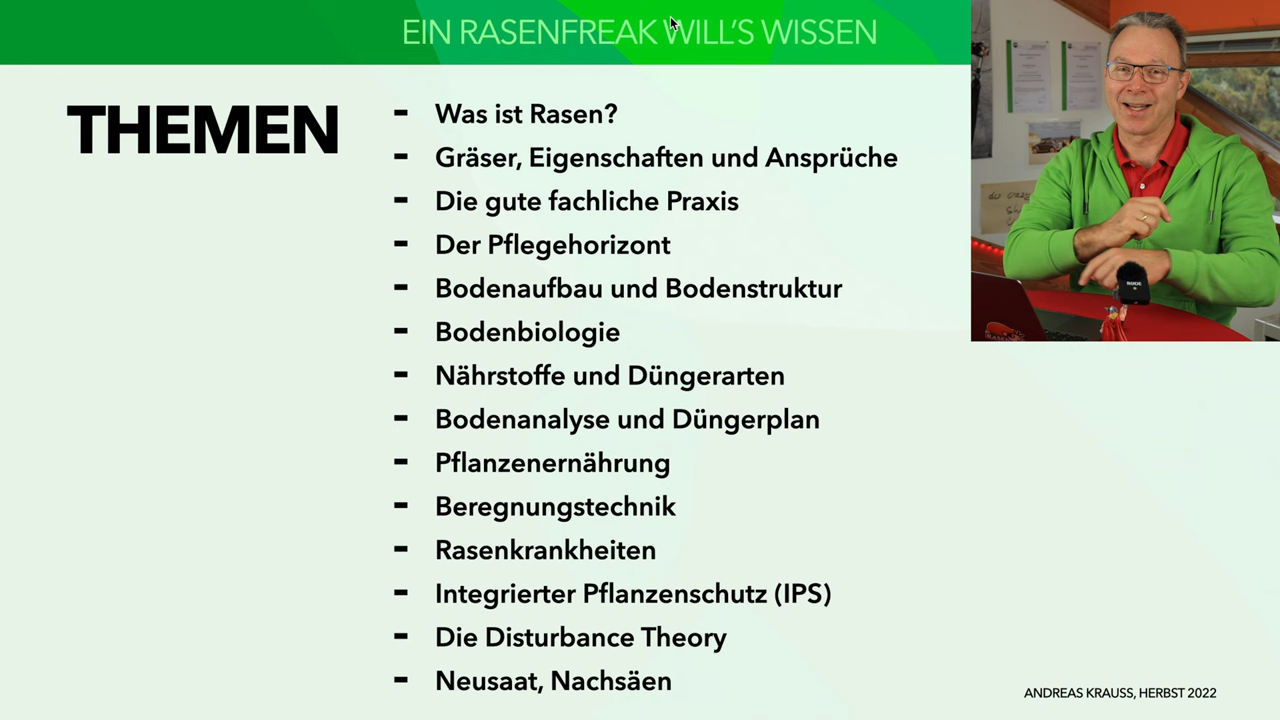 EIN RASENFREAK WILL'S WISSEN
THEMEN
- Was ist Rasen?
- Gräser, Eigenschaften und Ansprüche
- Die gute fachliche Praxis
- Der Pflegehorizont
- Bodenaufbau und Bodenstruktur
- Bodenbiologie
- Nährstoffe und Düngerarten
- Bodenanalyse und Düngerplan
- Pflanzenernährung
- Beregnungstechnik
- Rasenkrankheiten
- Integrierter Pflanzenschutz (IPS)
- Die Disturbance Theory
- Neusaat, Nachsäen
RODE
ANDREAS KRAUSS, HERBST 2022